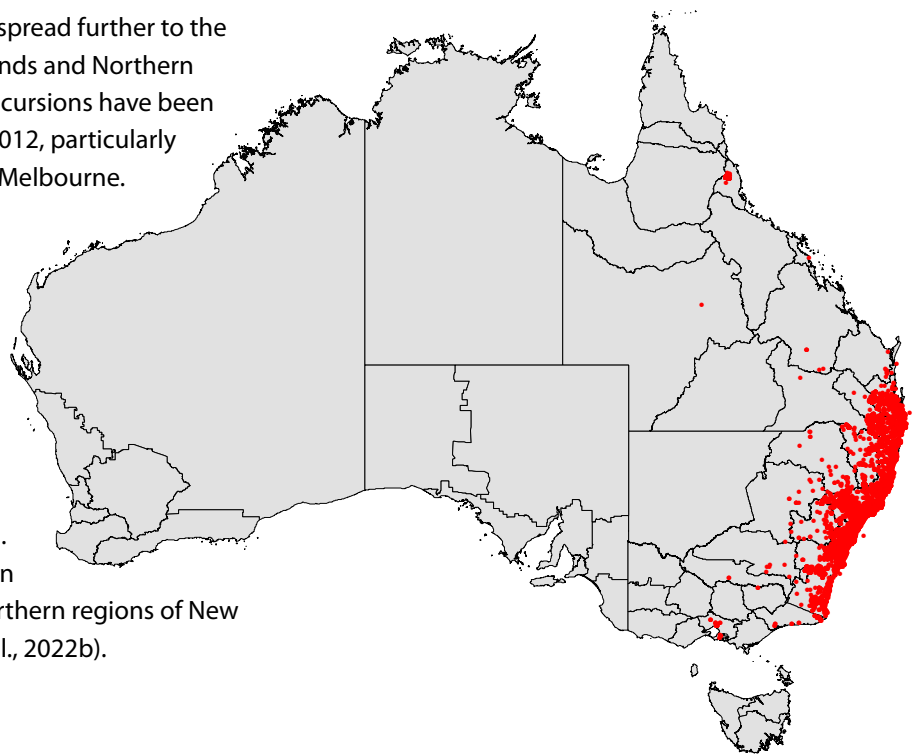 spread further to the
nds and Northern
cursions have been
012, particularly
Melbourne.
.
n
rthern regions of New
l., 2022b).